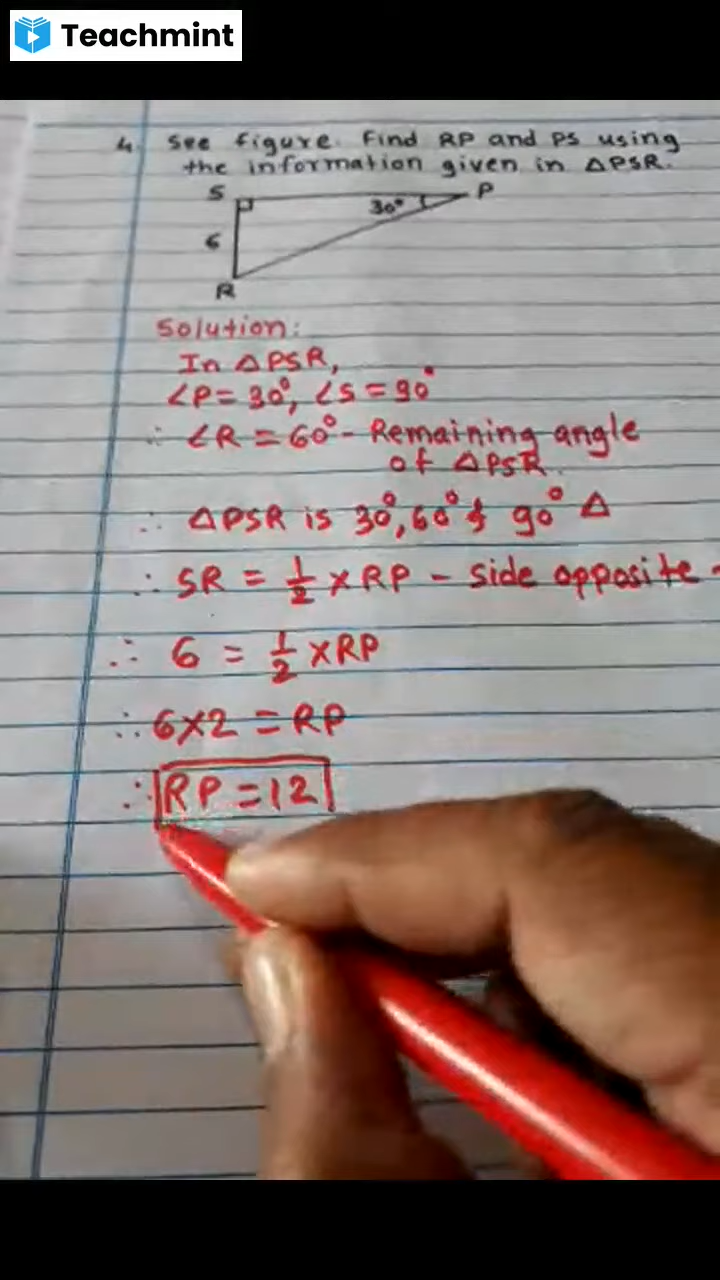 Teachmint
4. See figure. Find RP and PS using
the information given in △PSR.
S
P
30°
6
R
Solution:
In △PSR,
∠P = 30°, ∠S = 90°
∴ ∠R = 60° - Remaining angle
of △PSR.
∴ △PSR is 30°, 60° & 90° △
∴ SR = 1/2 × RP - Side opposite -
∴ 6 = 1/2 × RP
∴ 6×2 = RP
∴ RP = 12